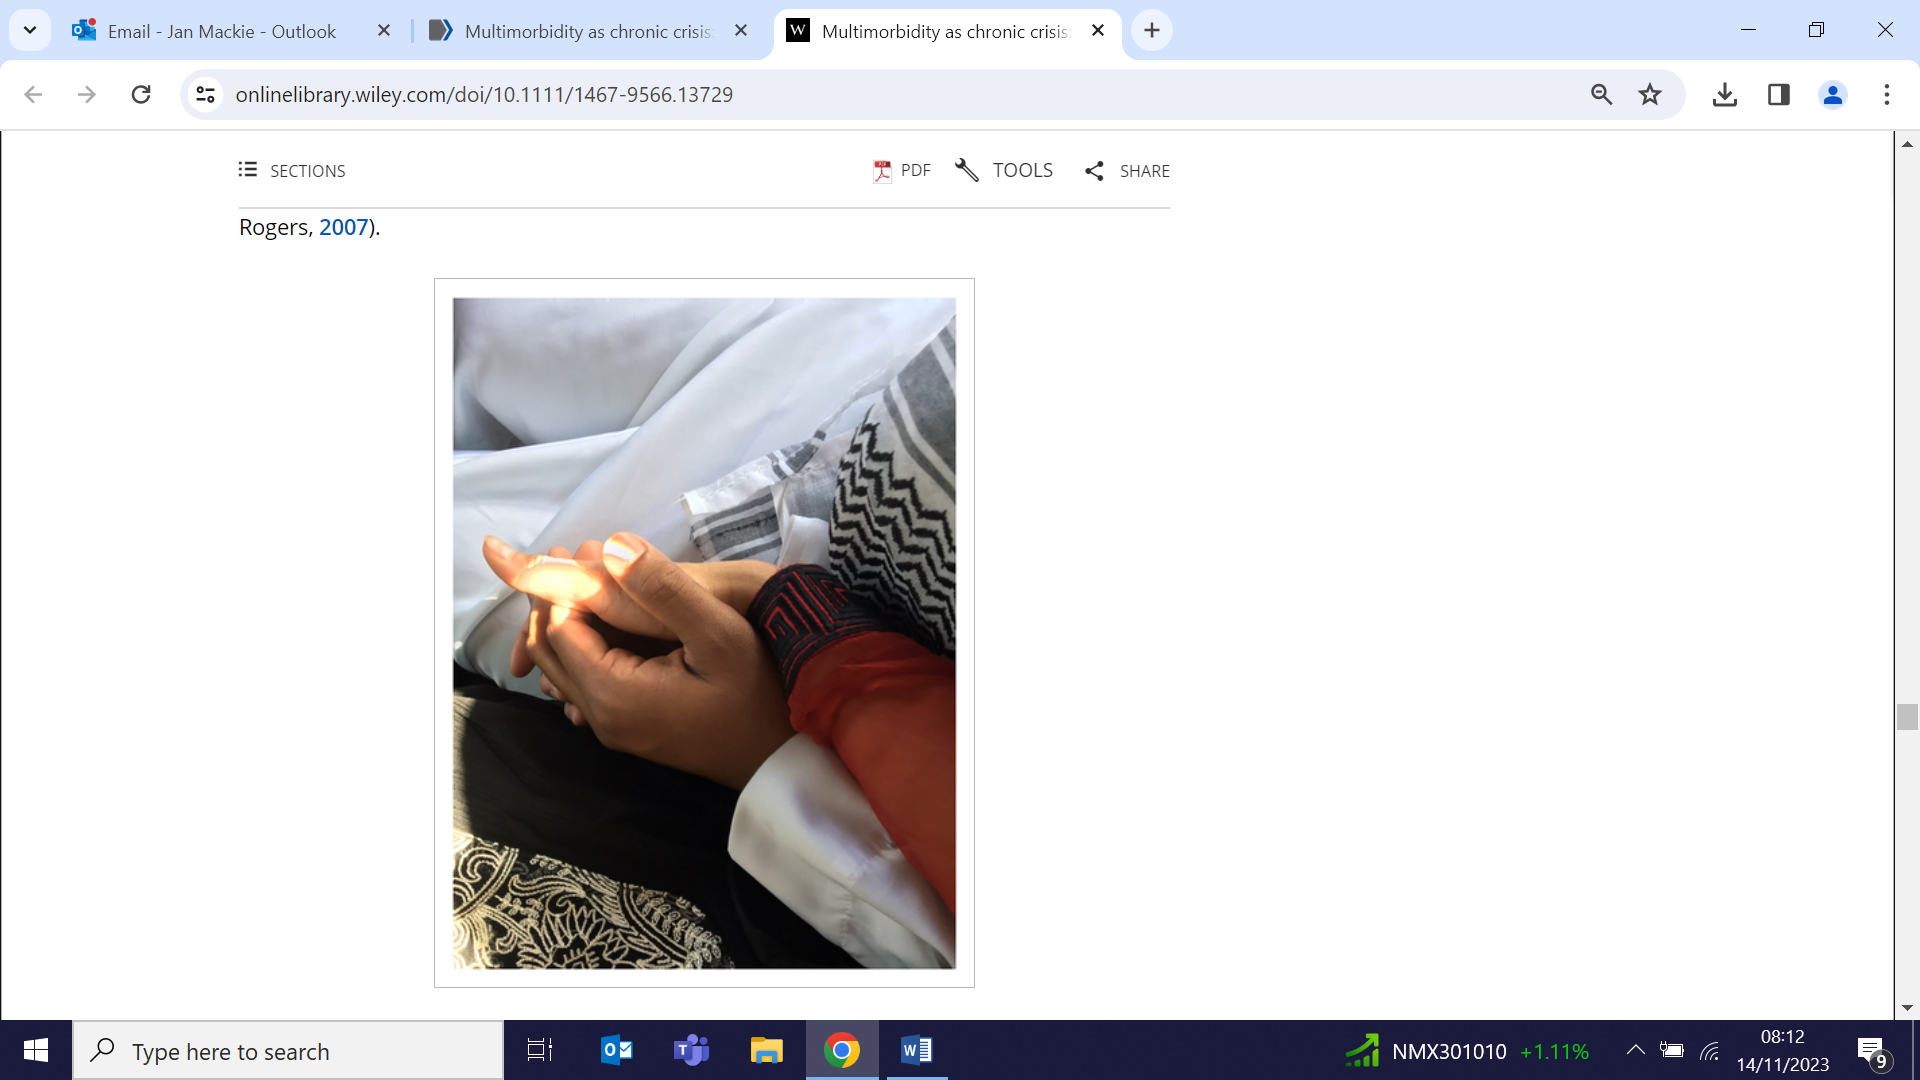 Email - Jan Mackie - Outlook
Multimorbidity as chronic crisis:
W Multimorbidity as chronic crisis:
onlinelibrary.wiley.com/doi/10.1111/1467-9566.13729
SECTIONS
PDF
TOOLS
SHARE
Rogers, 2007).
Type here to search
NMX301010 +1.11%
08:12
14/11/2023
9